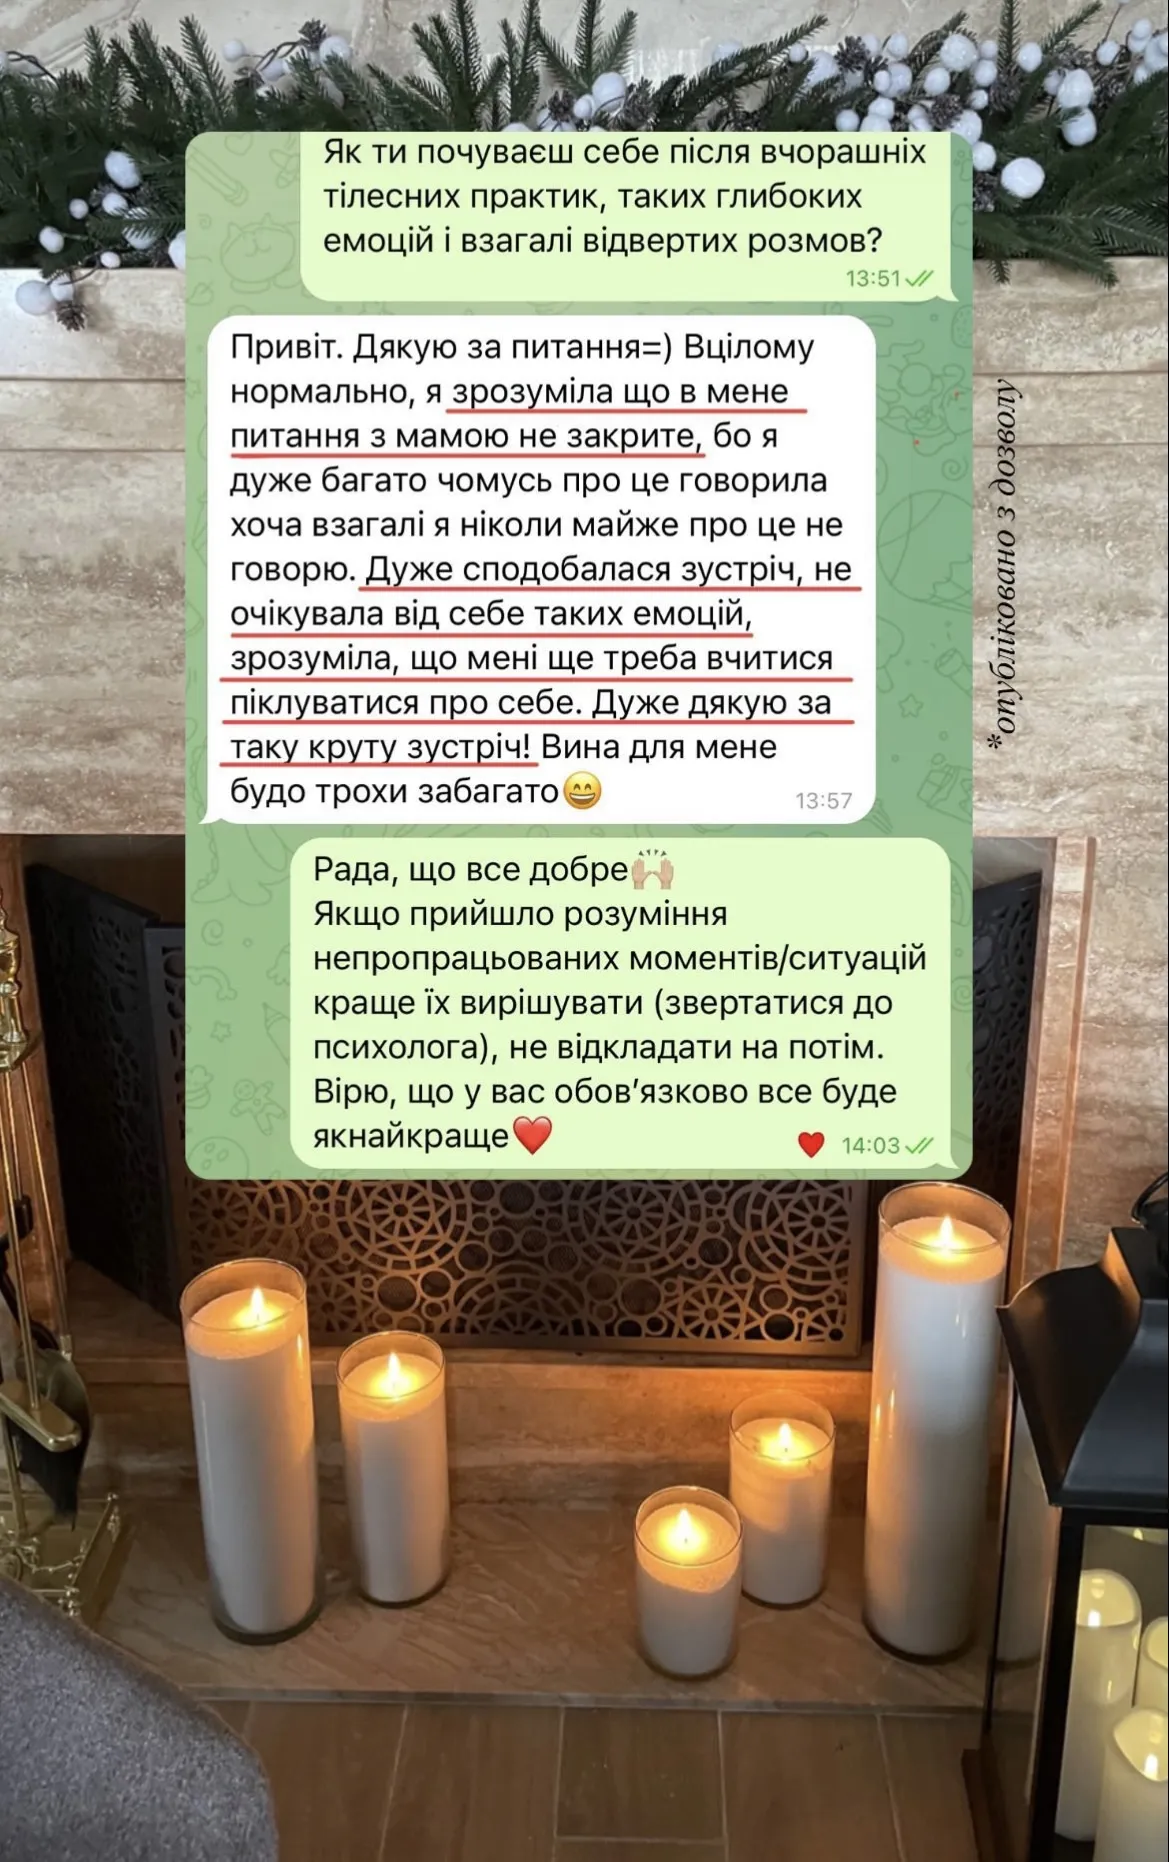 Як ти почуваєш себе після вчорашніх
тілесних практик, таких глибоких
емоцій і взагалі відвертих розмов?
13:51
Привіт. Дякую за питання=) Вцілому
нормально, я зрозуміла що в мене
питання з мамою не закрите, бо я
дуже багато чомусь про це говорила
хоча взагалі я ніколи майже про це не
говорю. Дуже сподобалася зустріч, не
очікувала від себе таких емоцій,
зрозуміла, що мені ще треба вчитися
піклуватися про себе. Дуже дякую за
таку круту зустріч! Вина для мене
будо трохи забагато😄
13:57
Рада, що все добре🙌🏼
Якщо прийшло розуміння
непропрацьованих моментів/ситуацій
краще їх вирішувати (звертатися до
психолога), не відкладати на потім.
Вірю, що у вас обовʼязково все буде
якнайкраще❤️
❤️ 14:03
*опубліковано з дозволу